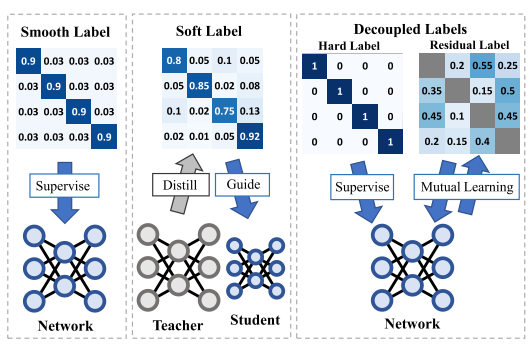 Smooth Label
0.9 0.03 0.03 0.03
0.03 0.9 0.03 0.03
0.03 0.03 0.9 0.03
0.03 0.03 0.03 0.9
Supervise
Network
Soft Label
0.8 0.05 0.1 0.05
0.05 0.85 0.02 0.08
0.1 0.02 0.75 0.13
0.02 0.01 0.05 0.92
Distill
Guide
Teacher
Student
Decoupled Labels
Hard Label
1 0 0 0
0 1 0 0
0 0 1 0
0 0 0 1
Supervise
Residual Label
0.2 0.55 0.25
0.35 0.15 0.5
0.45 0.1 0.45
0.2 0.15 0.4
Mutual Learning
Network